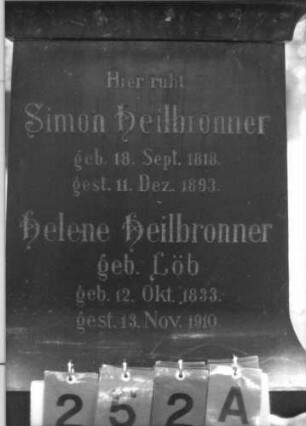 Hier ruht
Simon Heilbronner
geb. 18. Sept. 1818.
gest. 11. Dez. 1893.
Helene Heilbronner
geb. Löb
geb. 12. Okt. 1833.
gest. 13. Nov. 1910.
252A